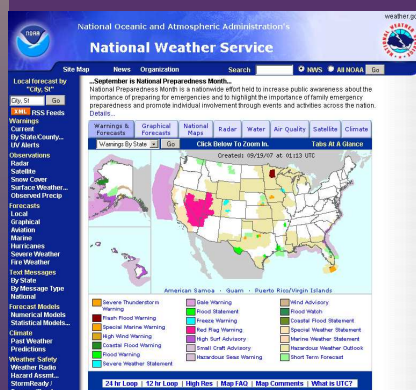 weather.go
NOAA
National Oceanic and Atmospheric Administration's
National Weather Service
Site Map News Organization Search NWS All NOAA Go
Local forecast by
"City, St"
City, St Go
XML RSS Feeds
Warnings
Current
By State/County...
UV Alerts
Observations
Radar
Satellite
Snow Cover
Surface Weather...
Observed Precip
Forecasts
Local
Graphical
Aviation
Marine
Hurricanes
Severe Weather
Fire Weather
Text Messages
By State
By Message Type
National
Forecast Models
Numerical Models
Statistical Models...
Climate
Past Weather
Predictions
Weather Safety
Weather Radio
Hazard Assmt...
StormReady /
...September is National Preparedness Month...
National Preparedness Month is a nationwide effort held to increase public awareness about the
importance of preparing for emergencies and to highlight the importance of family emergency
preparedness and promote individual involvement through events and activities across the nation.
Details...
Warnings & Forecasts
Graphical Forecasts
National Maps
Radar
Water
Air Quality
Satellite
Climate
Warnings By State Go Click Below To Zoom In. Tabs At A Glance
Created: 09/19/07 at 01:13 UTC
American Samoa - Guam - Puerto Rico/Virgin Islands
Severe Thunderstorm Warning
Flash Flood Warning
Special Marine Warning
High Wind Warning
Coastal Flood Warning
Flood Warning
Severe Weather Statement
Gale Warning
Flood Statement
Freeze Warning
Red Flag Warning
High Surf Advisory
Small Craft Advisory
Hazardous Seas Warning
Wind Advisory
Flood Watch
Coastal Flood Statement
Special Weather Statement
Marine Weather Statement
Hazardous Weather Outlook
Short Term Forecast
24 hr Loop | 12 hr Loop | High Res | Map FAQ | Map Comments | What is UTC?